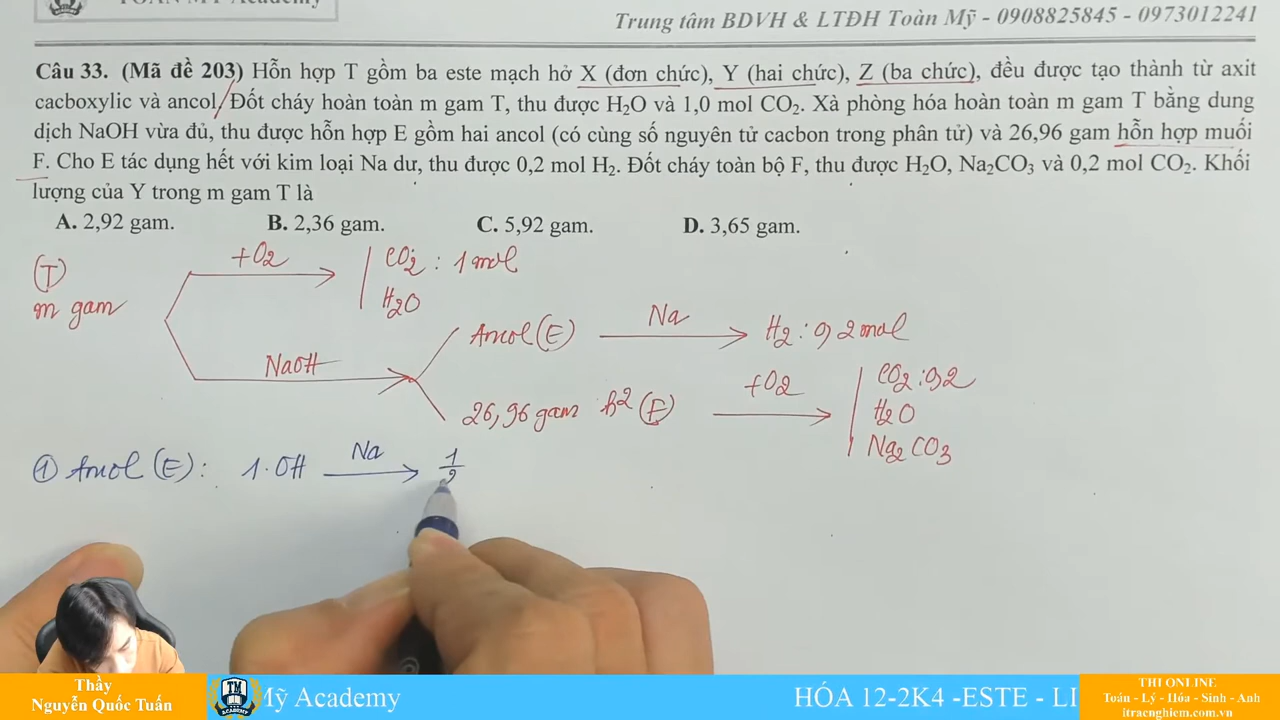 TOÁN MỸ Academy
Trung tâm BDVH & LTĐH Toàn Mỹ - 0908825845 - 0973012241
Câu 33. (Mã đề 203) Hỗn hợp T gồm ba este mạch hở X (đơn chức), Y (hai chức), Z (ba chức), đều được tạo thành từ axit
cacboxylic và ancol. Đốt cháy hoàn toàn m gam T, thu được H₂O và 1,0 mol CO₂. Xà phòng hóa hoàn toàn m gam T bằng dung
dịch NaOH vừa đủ, thu được hỗn hợp E gồm hai ancol (có cùng số nguyên tử cacbon trong phân tử) và 26,96 gam hỗn hợp muối
F. Cho E tác dụng hết với kim loại Na dư, thu được 0,2 mol H₂. Đốt cháy toàn bộ F, thu được H₂O, Na₂CO₃ và 0,2 mol CO₂. Khối
lượng của Y trong m gam T là
A. 2,92 gam. B. 2,36 gam. C. 5,92 gam. D. 3,65 gam.
(T)
m gam
+O2
CO2 : 1 mol
H2O
NaOH
Ancol (E)
Na
H2 : 0,2 mol
26,96 gam h² (F)
+O2
CO2 : 0,2
H2O
Na2CO3
① Ancol (E): 1.OH Na 1/2
Thầy
Nguyễn Quốc Tuấn
TM
ACADEMY
Mỹ Academy
HÓA 12-2K4 -ESTE - LI
THI ONLINE
Toán - Lý - Hóa - Sinh - Anh
itracnghiem.com.vn